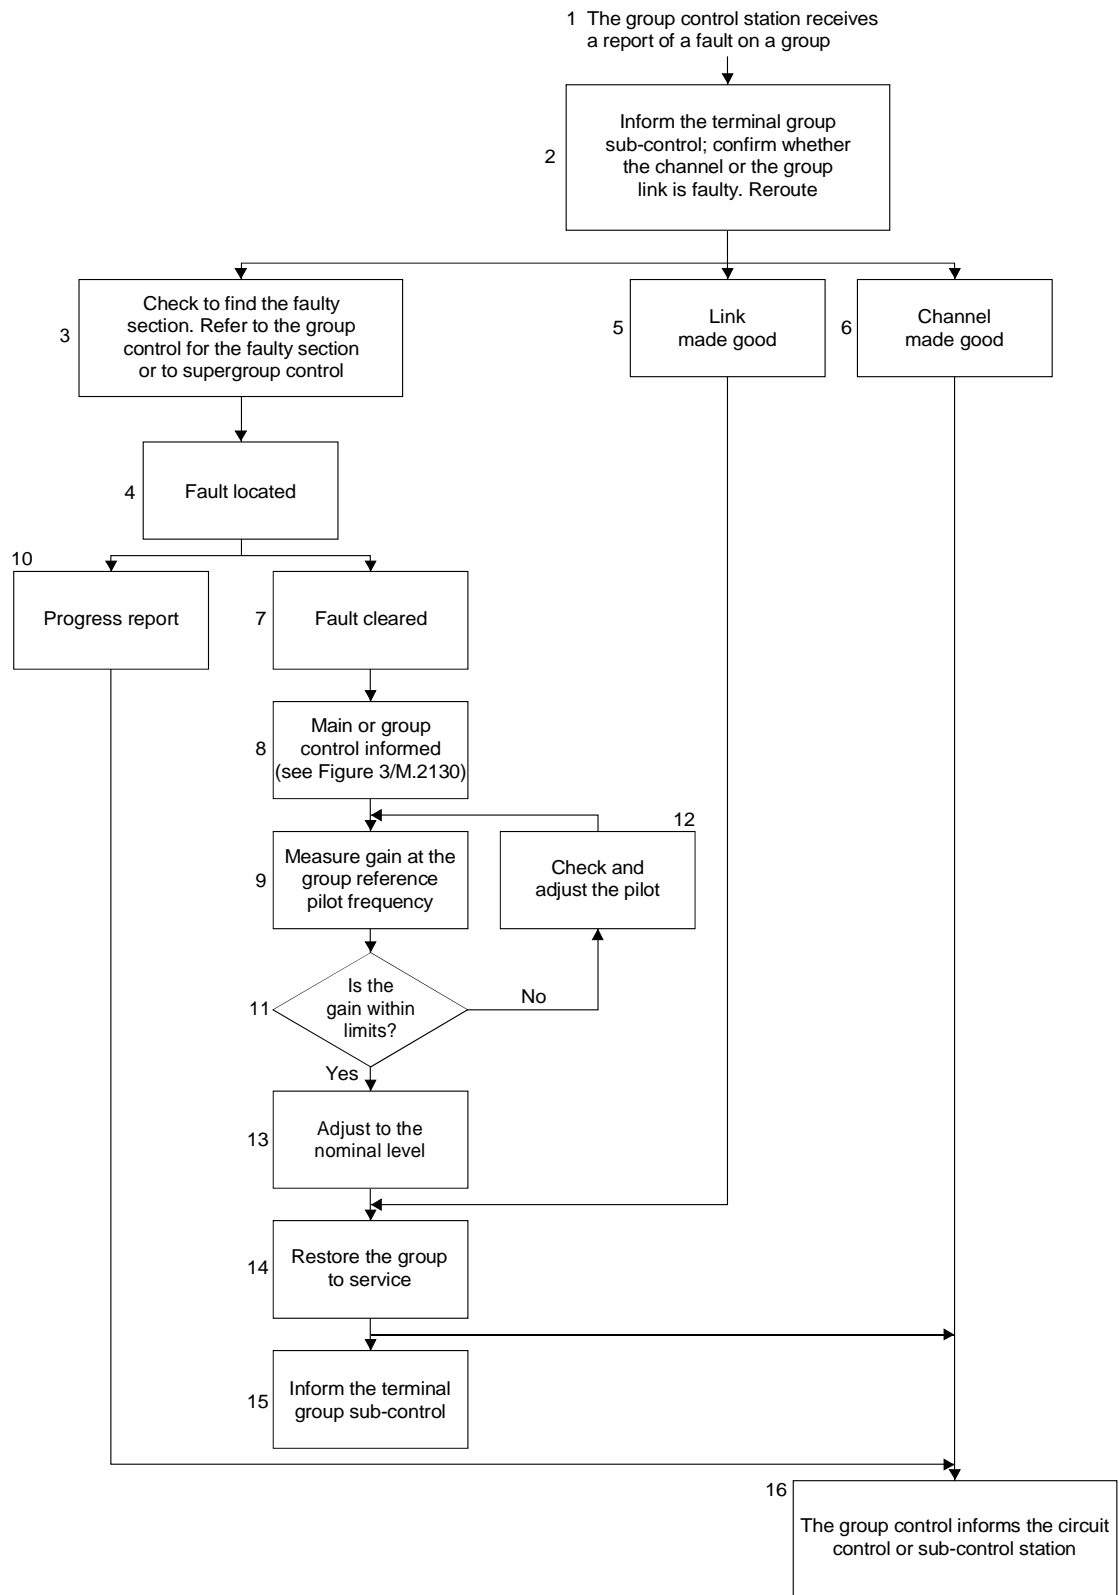 1 The group control station receives
a report of a fault on a group
2
Inform the terminal group
sub-control; confirm whether
the channel or the group
link is faulty. Reroute
3
Check to find the faulty
section. Refer to the group
control for the faulty section
or to supergroup control
5
Link
made good
6
Channel
made good
4
Fault located
10
Progress report
7
Fault cleared
8
Main or group
control informed
(see Figure 3/M.2130)
9
Measure gain at the
group reference
pilot frequency
12
Check and
adjust the pilot
11
Is the
gain within
limits?
No
Yes
13
Adjust to the
nominal level
14
Restore the group
to service
15
Inform the terminal
group sub-control
16
The group control informs the circuit
control or sub-control station